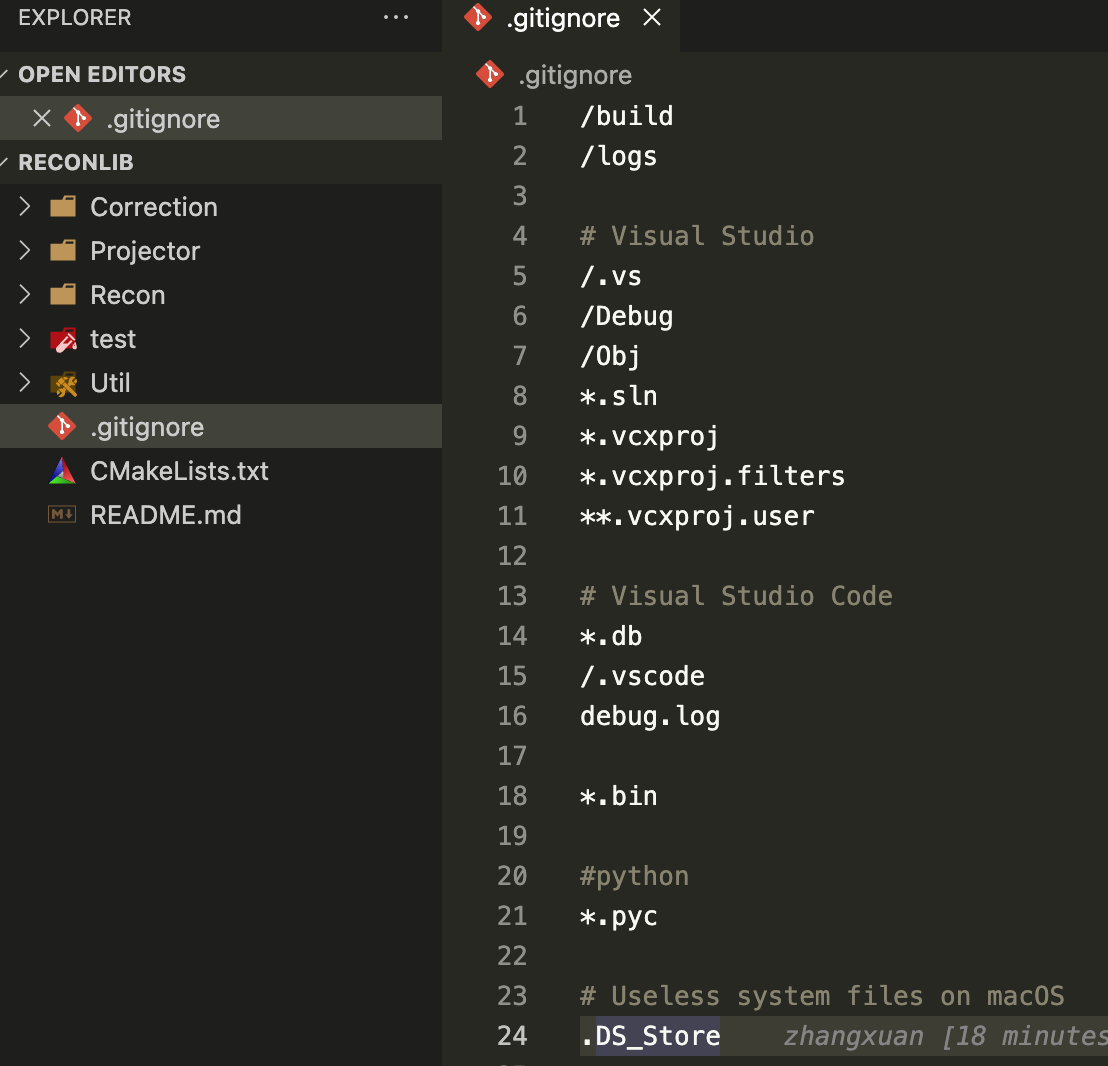 EXPLORER ...
OPEN EDITORS
.gitignore
RECONLIB
Correction
Projector
Recon
test
Util
.gitignore
CMakeLists.txt
README.md
.gitignore
.gitignore
1 /build
2 /logs
3
4 # Visual Studio
5 /.vs
6 /Debug
7 /Obj
8 *.sln
9 *.vcxproj
10 *.vcxproj.filters
11 **.vcxproj.user
12
13 # Visual Studio Code
14 *.db
15 /.vscode
16 debug.log
17
18 *.bin
19
20 #python
21 *.pyc
22
23 # Useless system files on macOS
24 .DS_Store zhangxuan [18 minutes